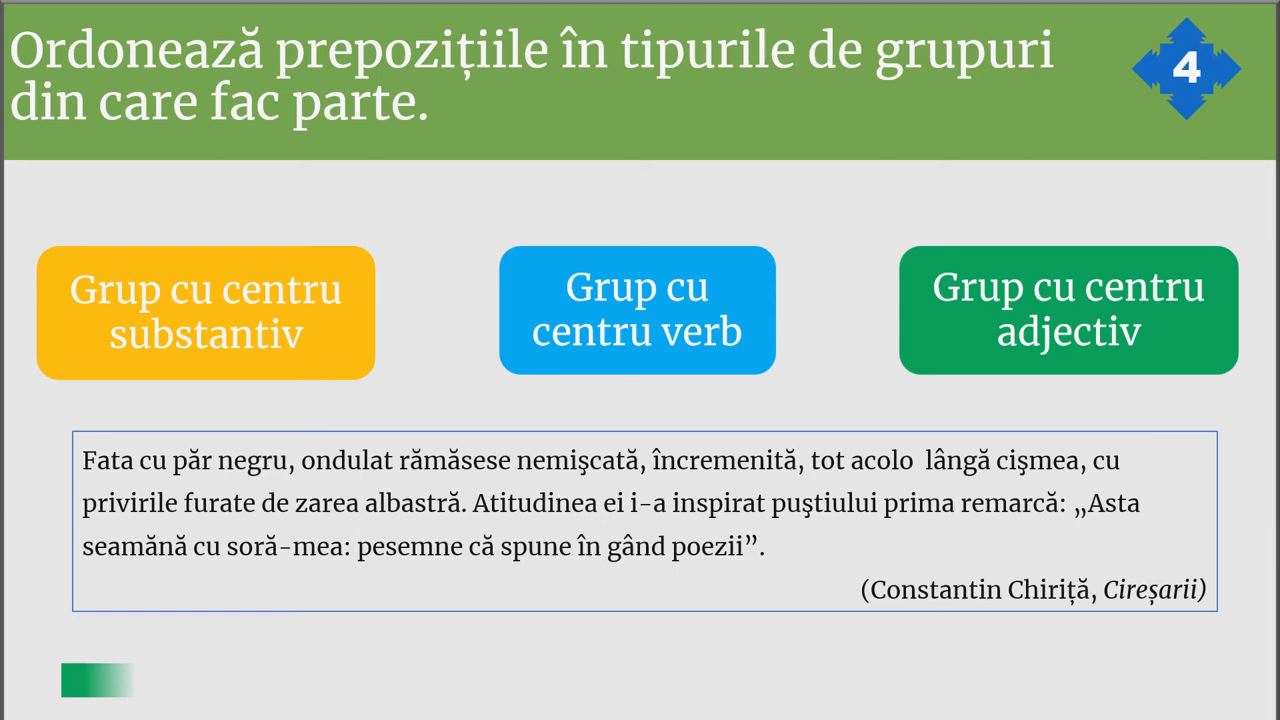 Ordonează prepozițiile în tipurile de grupuri
din care fac parte.
4
Grup cu centru
substantiv
Grup cu
centru verb
Grup cu centru
adjectiv
Fata cu păr negru, ondulat rămăsese nemişcată, încremenită, tot acolo  lângă cişmea, cu
privirile furate de zarea albastră. Atitudinea ei i-a inspirat puştiului prima remarcă: „Asta
seamănă cu soră-mea: pesemne că spune în gând poezii”.
(Constantin Chiriță, Cireșarii)